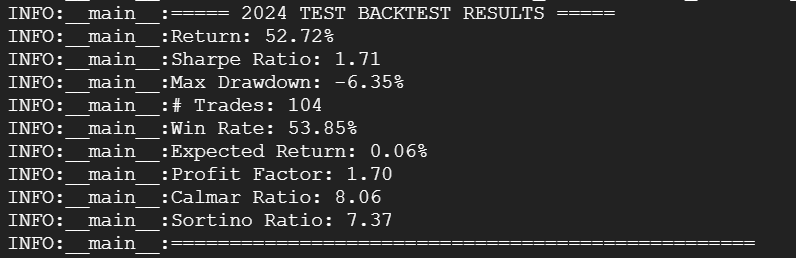 INFO:__main__:===== 2024 TEST BACKTEST RESULTS =====
INFO:__main__:Return: 52.72%
INFO:__main__:Sharpe Ratio: 1.71
INFO:__main__:Max Drawdown: -6.35%
INFO:__main__:# Trades: 104
INFO:__main__:Win Rate: 53.85%
INFO:__main__:Expected Return: 0.06%
INFO:__main__:Profit Factor: 1.70
INFO:__main__:Calmar Ratio: 8.06
INFO:__main__:Sortino Ratio: 7.37
INFO:__main__:==================================================